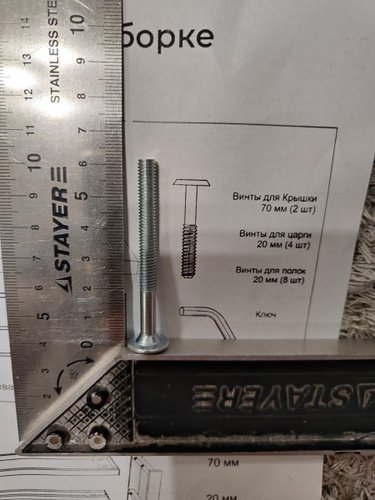 борке
STAINLESS STE
STAYER
Винты для Крышки
70 мм (2 шт)
Винты для царги
20 мм (4 шт)
Винты для полок
20 мм (8 шт)
Ключ
STAYER
70 мм
20 мм